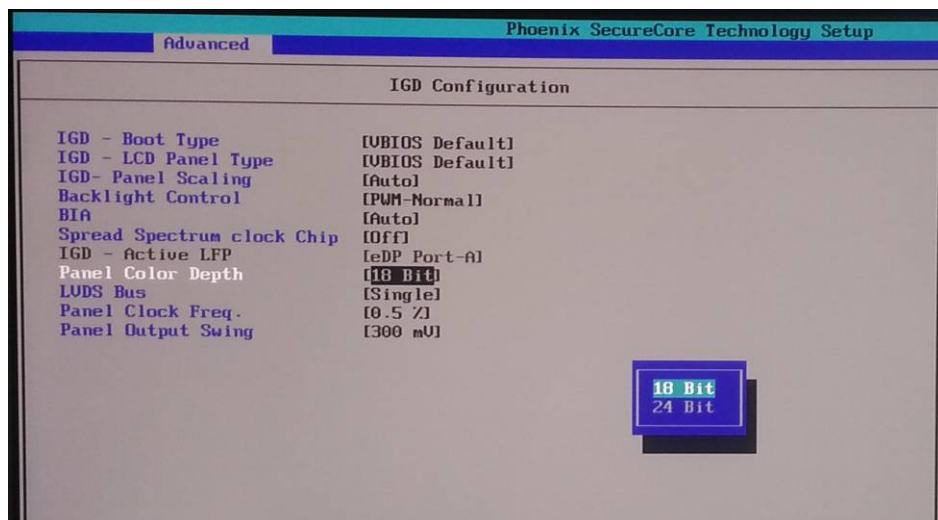 Phoenix SecureCore Technology Setup
Advanced
IGD Configuration
IGD - Boot Type [VBIOS Default]
IGD - LCD Panel Type [VBIOS Default]
IGD- Panel Scaling [Auto]
Backlight Control [PWM-Normal]
BIA [Auto]
Spread Spectrum clock Chip [Off]
IGD - Active LFP [eDP Port-A]
Panel Color Depth [18 Bit]
LVDS Bus [Single]
Panel Clock Freq. [0.5 %]
Panel Output Swing [300 mV]
18 Bit
24 Bit